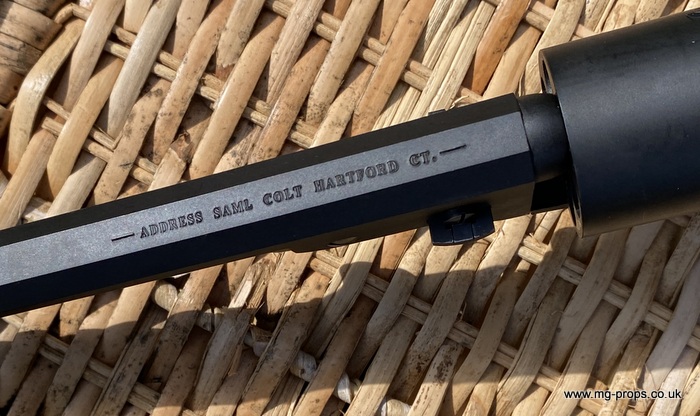 — ADDRESS SAML COLT HARTFORD CT. —
www.mg-props.co.uk